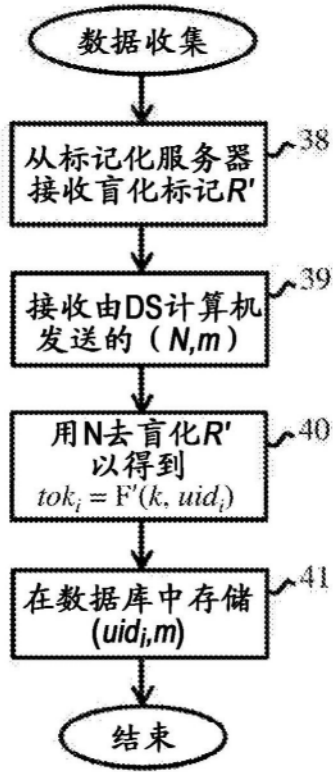 数据收集
38
从标记化服务器
接收盲化标记R'
39
接收由DS计算机
发送的（N,m）
40
用N去盲化R'
以得到
tokᵢ = F'(k, uidᵢ)
41
在数据库中存储
(uidᵢ,m)
结束